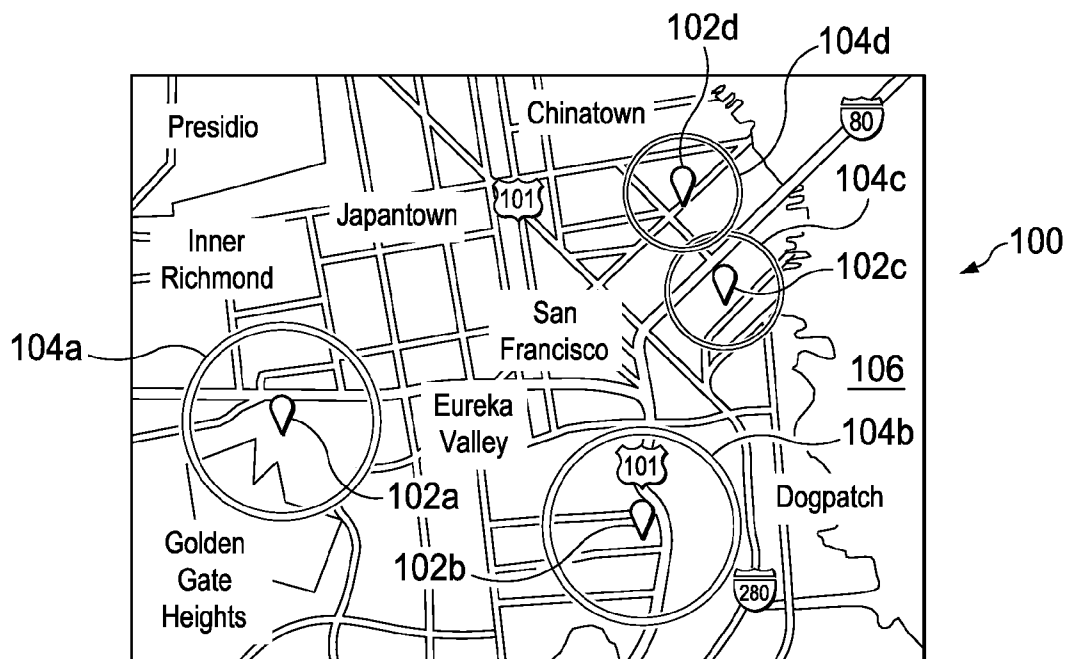 102d
104d
Chinatown
80
Presidio
104c
101
Japantown
100
Inner
Richmond
102c
San
Francisco
104a
106
Eureka
Valley
104b
101
102a
Dogpatch
Golden
Gate
Heights
102b
280